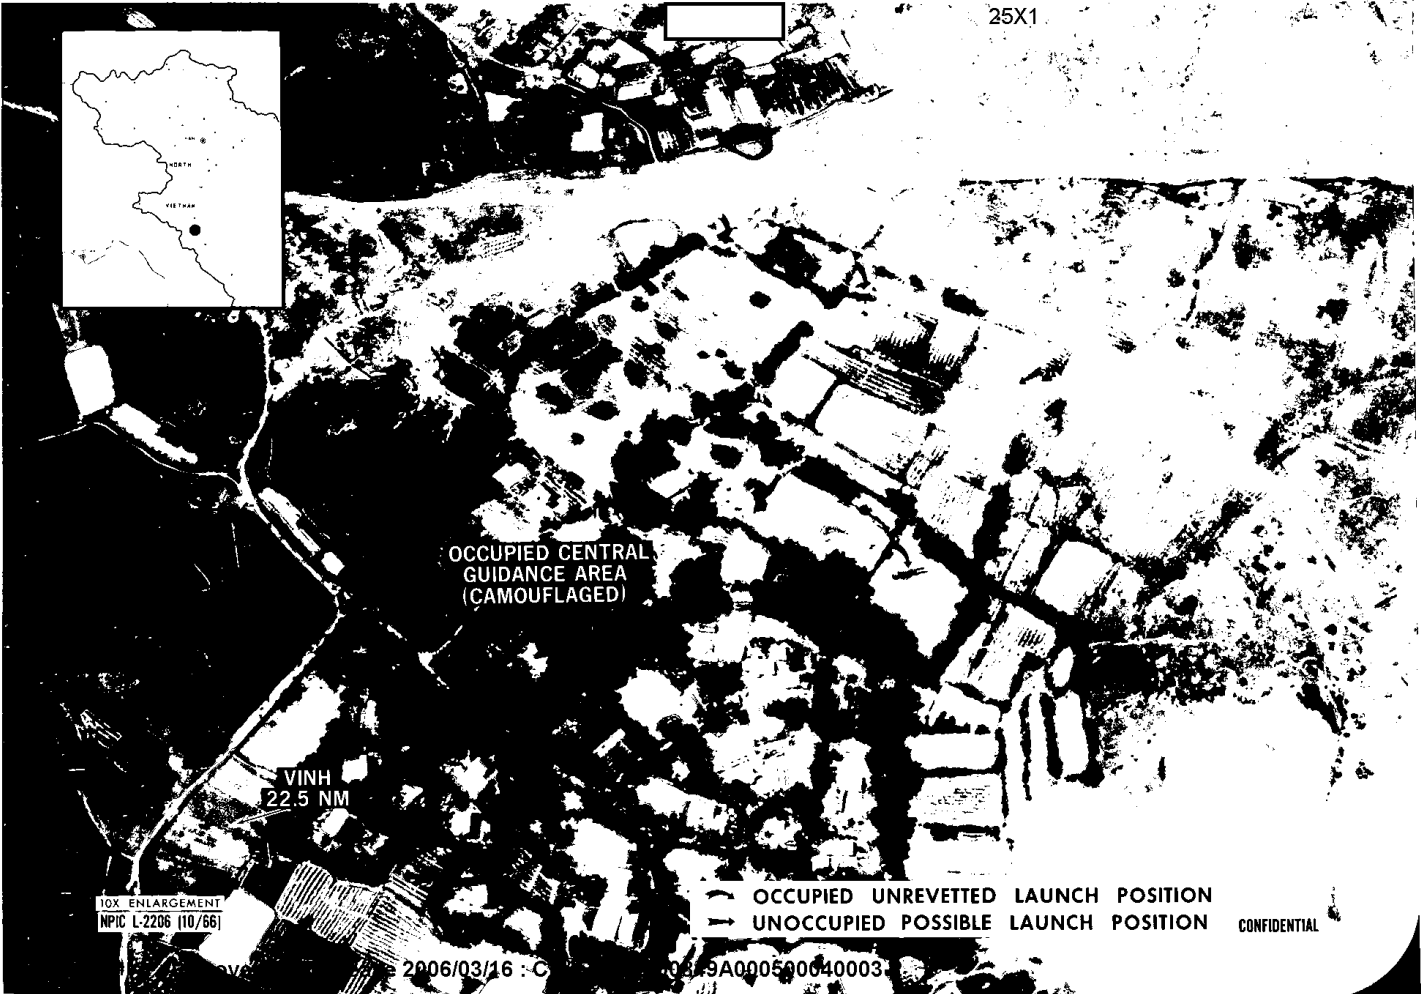 25X1
NORTH
VIETNAM
OCCUPIED CENTRAL
GUIDANCE AREA
(CAMOUFLAGED)
VINH
22.5 NM
10X ENLARGEMENT
NPIC L-2206 (10/66)
OCCUPIED UNREVETTED LAUNCH POSITION
UNOCCUPIED POSSIBLE LAUNCH POSITION
CONFIDENTIAL
2006/03/16 : C
A000500040003